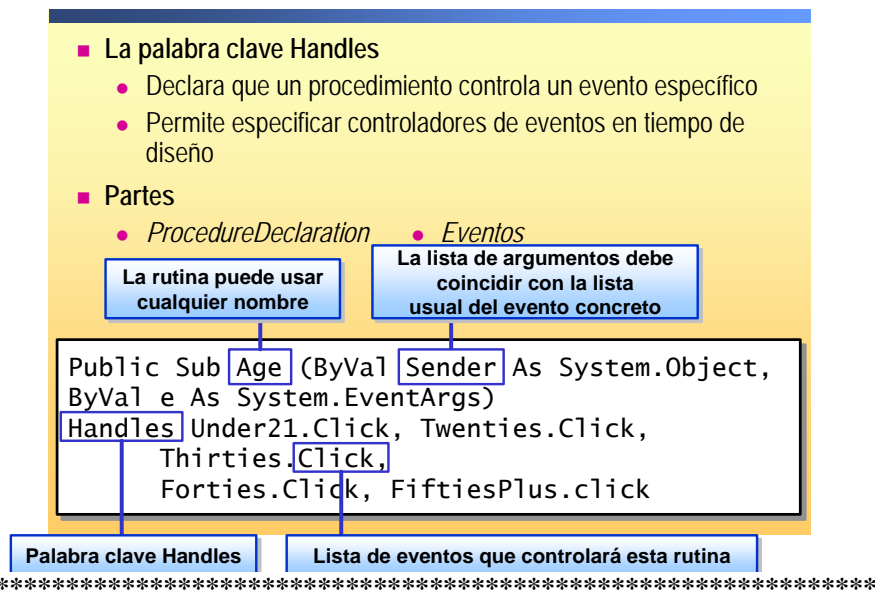 La palabra clave Handles
Declara que un procedimiento controla un evento específico
Permite especificar controladores de eventos en tiempo de
diseño
Partes
ProcedureDeclaration
Eventos
La rutina puede usar
cualquier nombre
La lista de argumentos debe
coincidir con la lista
usual del evento concreto
Public Sub Age (ByVal Sender As System.Object,
ByVal e As System.EventArgs)
Handles Under21.Click, Twenties.Click,
Thirties.Click,
Forties.Click, FiftiesPlus.click
Palabra clave Handles
Lista de eventos que controlará esta rutina
*************************************************************************